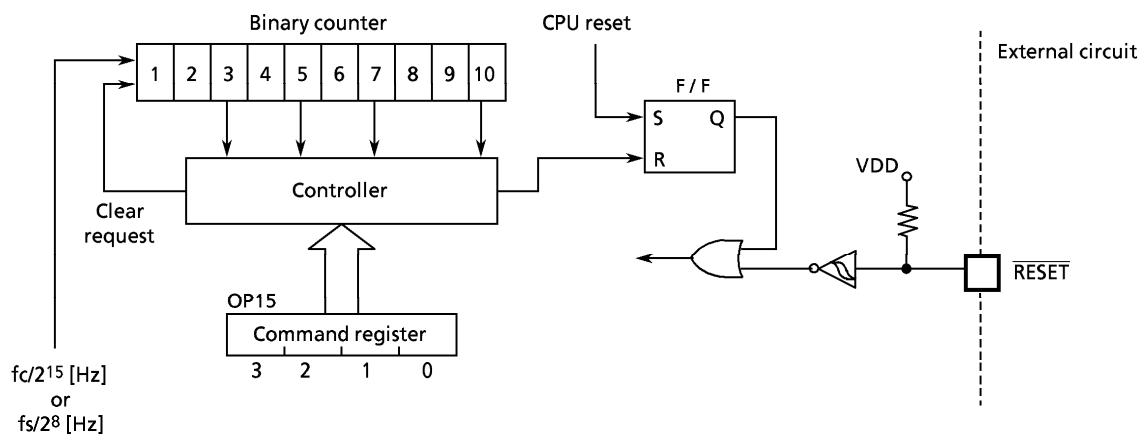 Binary counter
CPU reset
External circuit
1 2 3 4 5 6 7 8 9 10
F / F
S Q
R
Controller
VDD
Clear
request
RESET
OP15
Command register
3 2 1 0
fc/2¹⁵ [Hz]
or
fs/2⁸ [Hz]